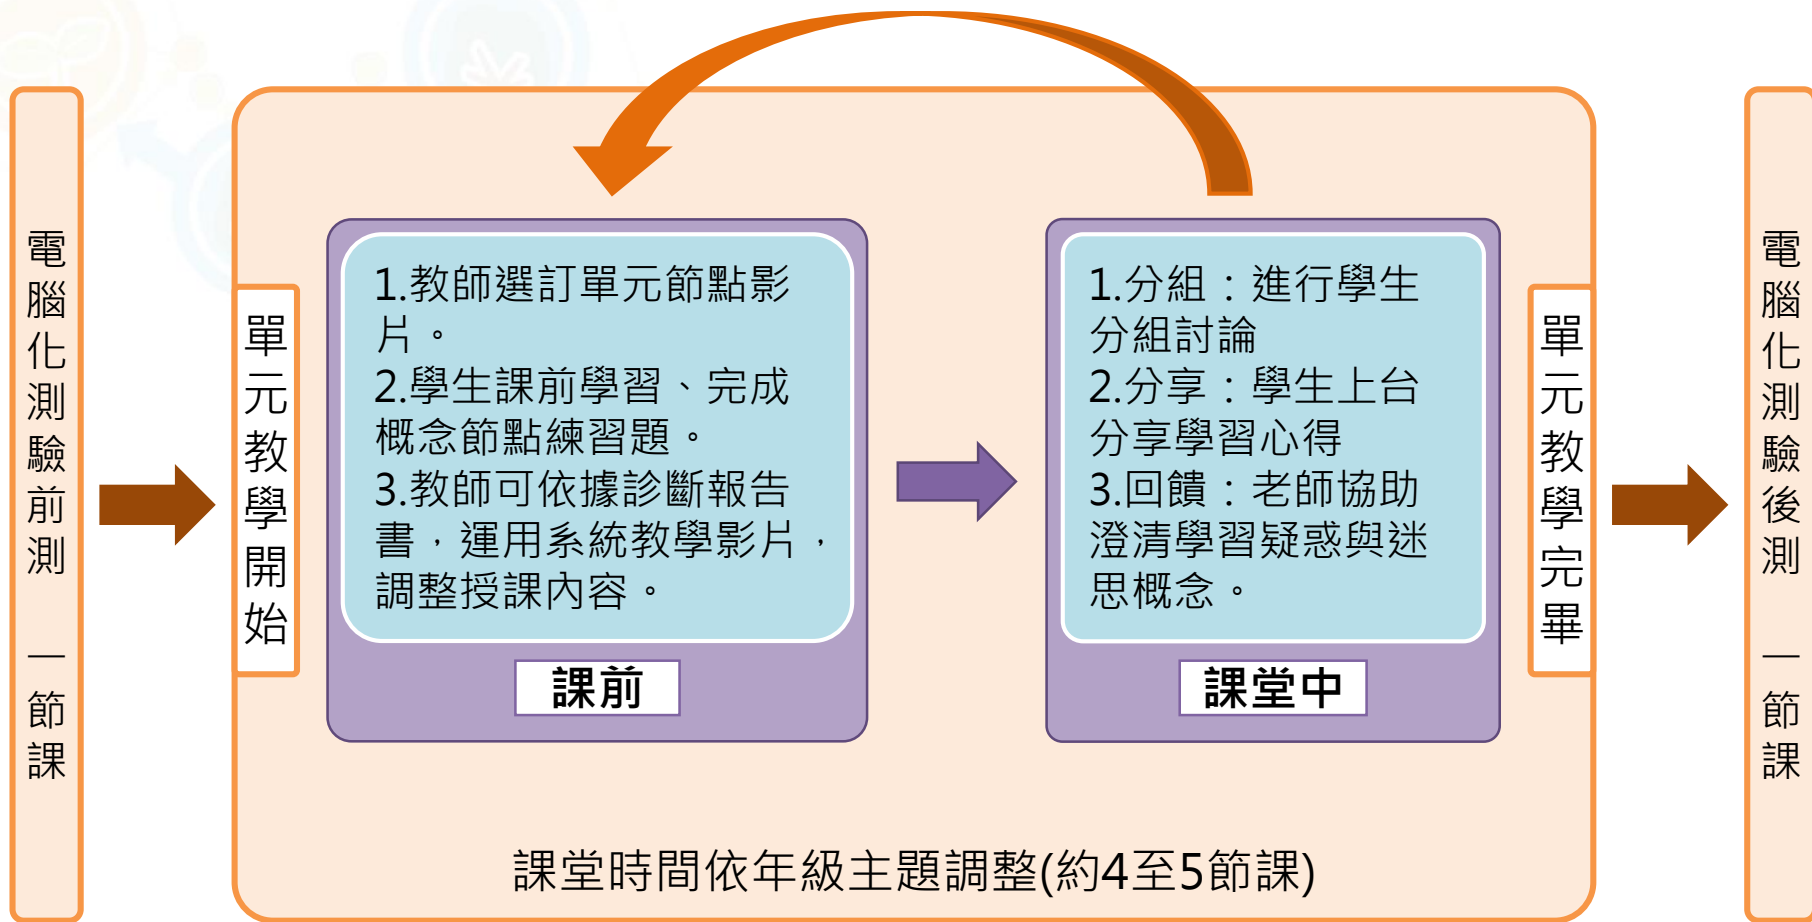 電腦化測驗前測 一節課
單元教學開始
1.教師選訂單元節點影
片。
2.學生課前學習、完成
概念節點練習題。
3.教師可依據診斷報告
書，運用系統教學影片，
調整授課內容。
課前
1.分組：進行學生
分組討論
2.分享：學生上台
分享學習心得
3.回饋：老師協助
澄清學習疑惑與迷
思概念。
課堂中
單元教學完畢
電腦化測驗後測 一節課
課堂時間依年級主題調整(約4至5節課)